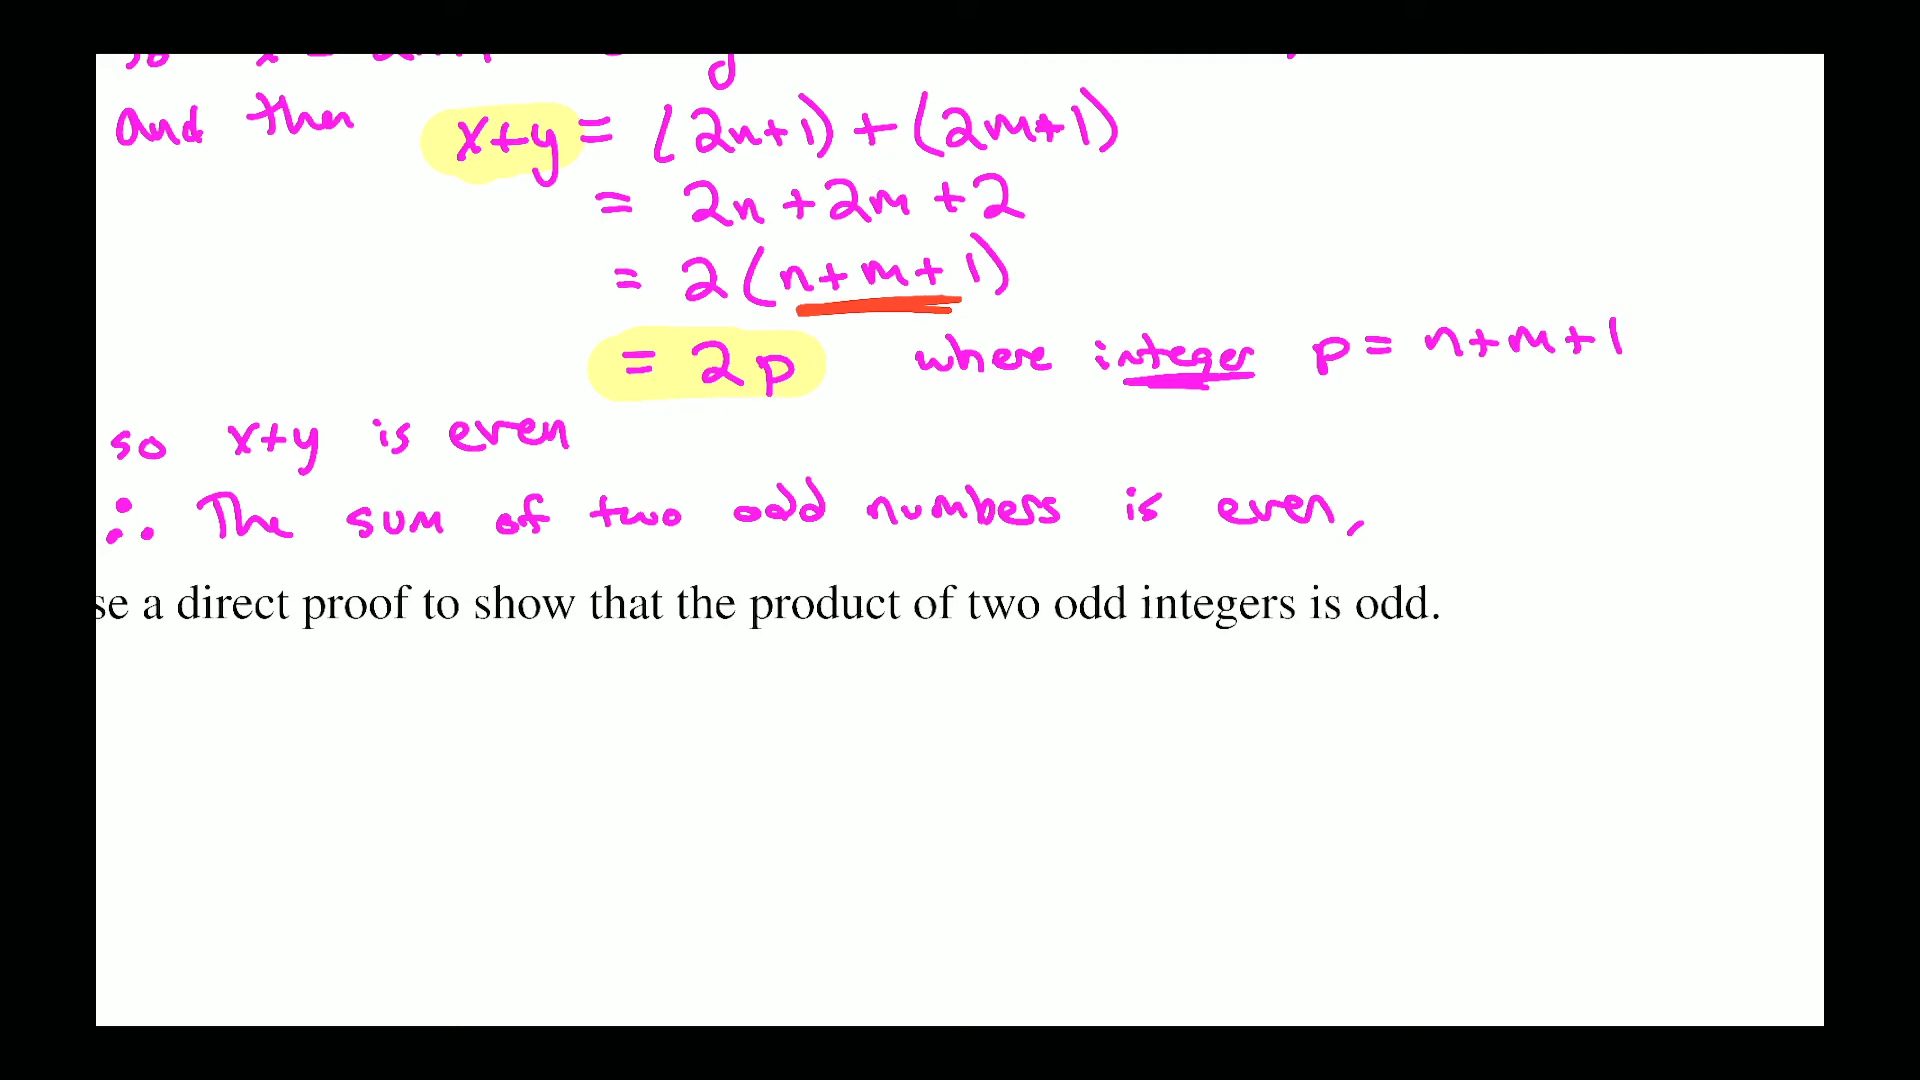 and then x+y = (2n+1) + (2m+1)
= 2n + 2m + 2
= 2(n+m+1)
= 2p where integer p = n+m+1
so x+y is even
∴ The sum of two odd numbers is even.
se a direct proof to show that the product of two odd integers is odd.